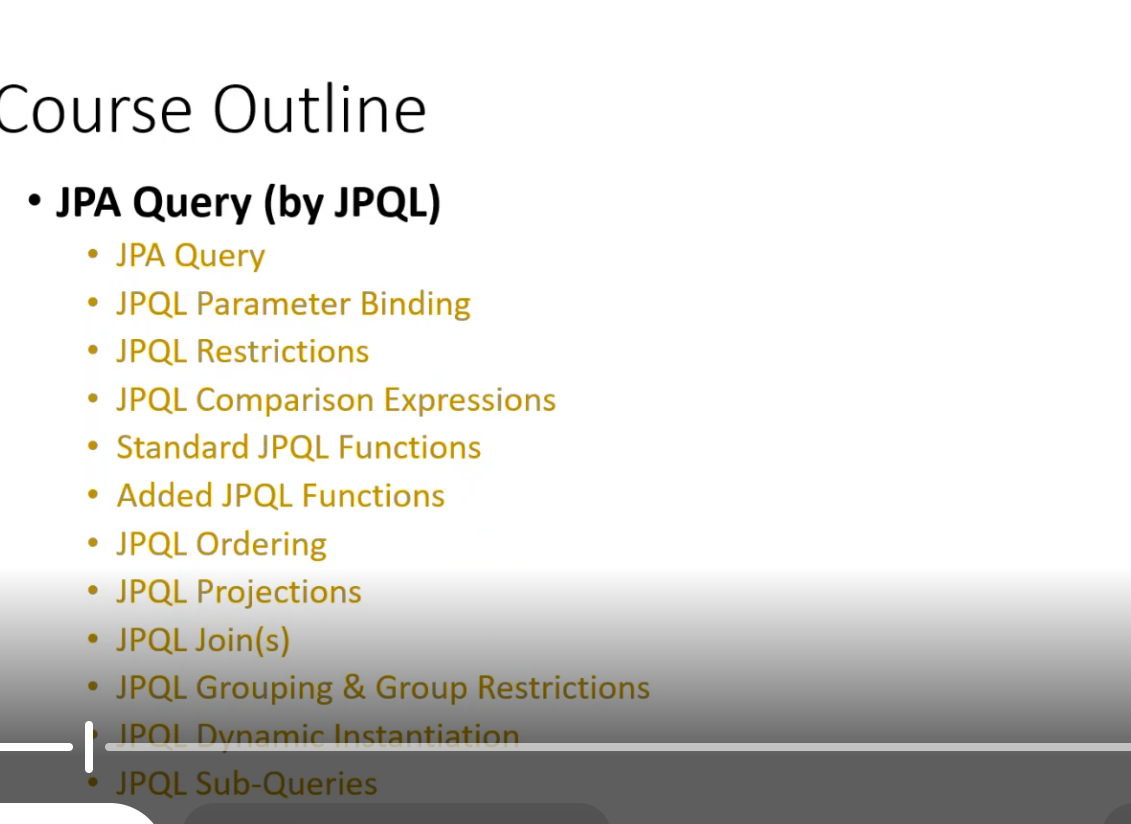 Course Outline
• JPA Query (by JPQL)
• JPA Query
• JPQL Parameter Binding
• JPQL Restrictions
• JPQL Comparison Expressions
• Standard JPQL Functions
• Added JPQL Functions
• JPQL Ordering
• JPQL Projections
• JPQL Join(s)
• JPQL Grouping & Group Restrictions
• JPQL Dynamic Instantiation
• JPQL Sub-Queries